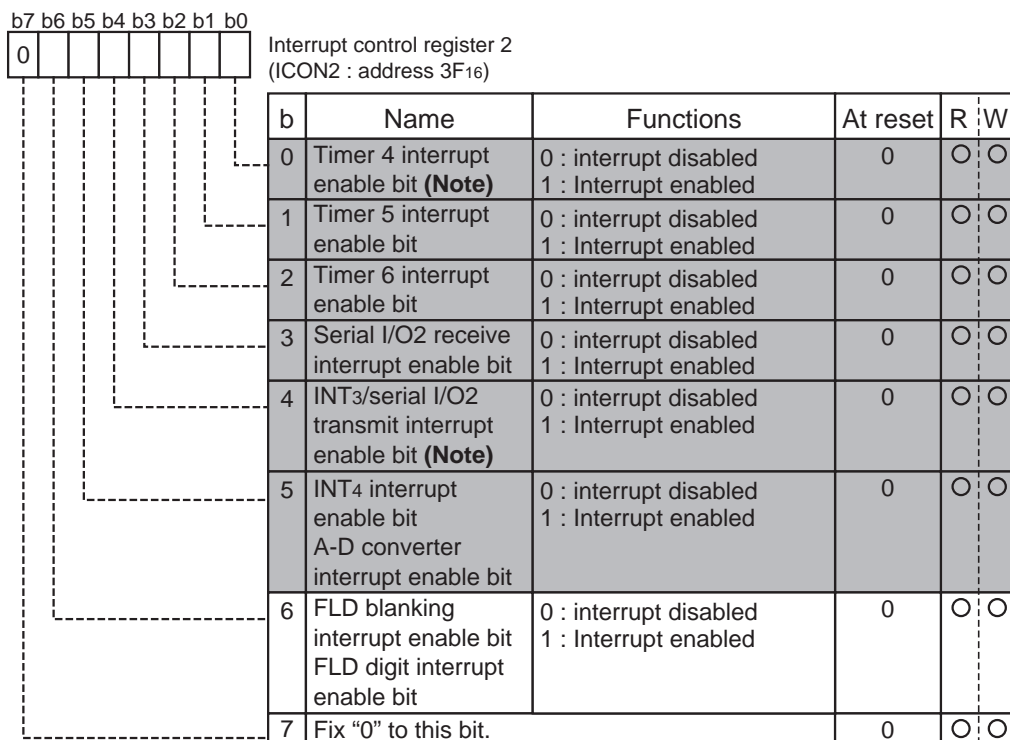 b7 b6 b5 b4 b3 b2 b1 b0
0
Interrupt control register 2
(ICON2 : address 3F16)
b Name Functions At reset R W
0 Timer 4 interrupt 0 : interrupt disabled 0 O O
enable bit (Note) 1 : Interrupt enabled
1 Timer 5 interrupt 0 : interrupt disabled 0 O O
enable bit 1 : Interrupt enabled
2 Timer 6 interrupt 0 : interrupt disabled 0 O O
enable bit 1 : Interrupt enabled
3 Serial I/O2 receive 0 : interrupt disabled 0 O O
interrupt enable bit 1 : Interrupt enabled
4 INT3/serial I/O2 0 : interrupt disabled 0 O O
transmit interrupt 1 : Interrupt enabled
enable bit (Note)
5 INT4 interrupt 0 : interrupt disabled 0 O O
enable bit 1 : Interrupt enabled
A-D converter
interrupt enable bit
6 FLD blanking 0 : interrupt disabled 0 O O
interrupt enable bit 1 : Interrupt enabled
FLD digit interrupt
enable bit
7 Fix “0” to this bit. 0 O O